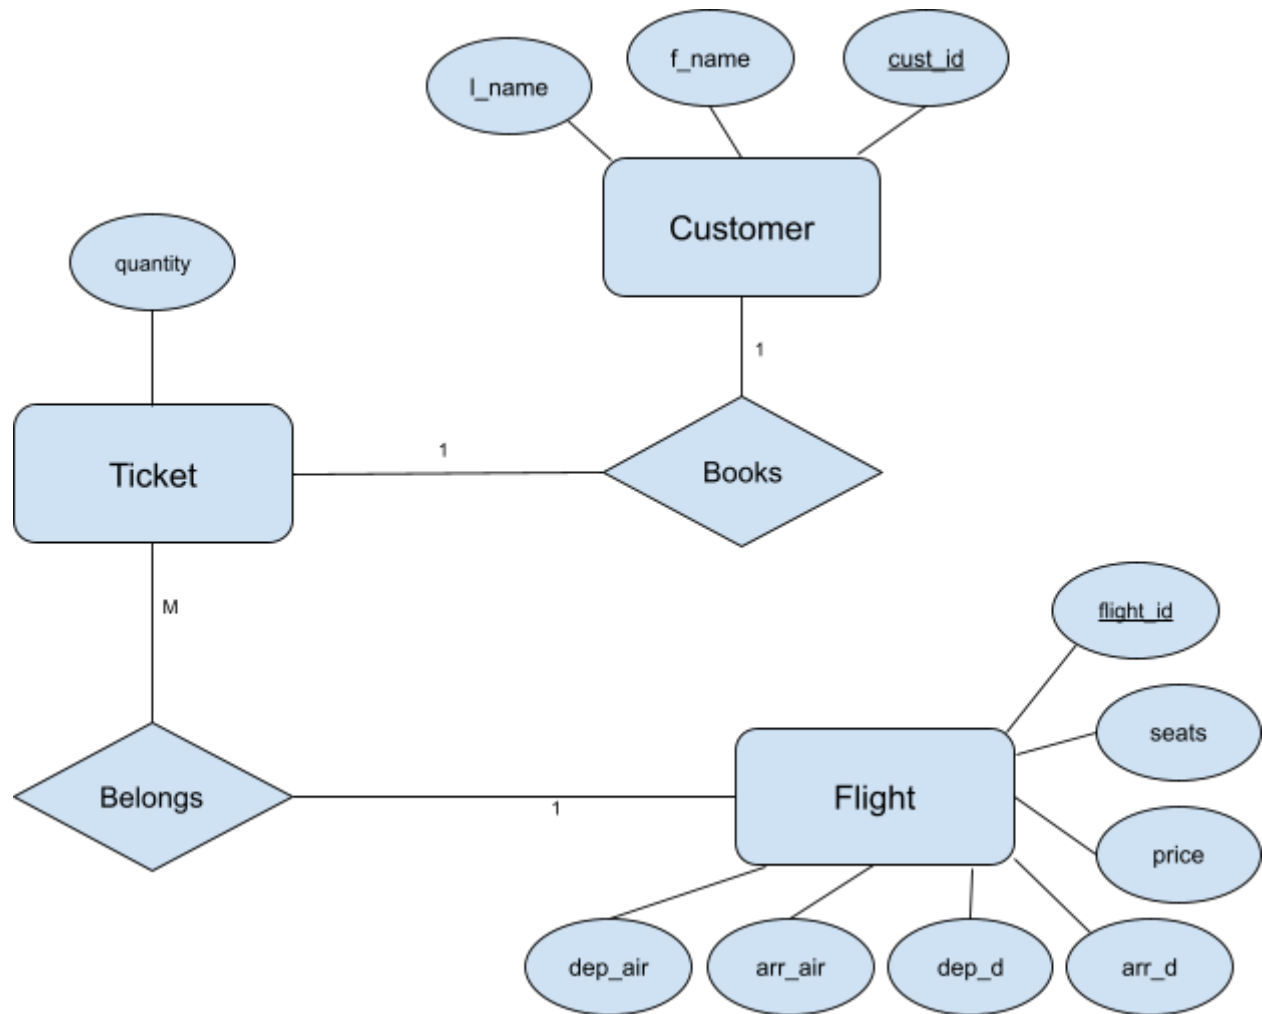 f_name
cust_id
l_name
Customer
quantity
1
1
Ticket
Books
M
flight_id
seats
Belongs
1
Flight
price
dep_air
arr_air
dep_d
arr_d